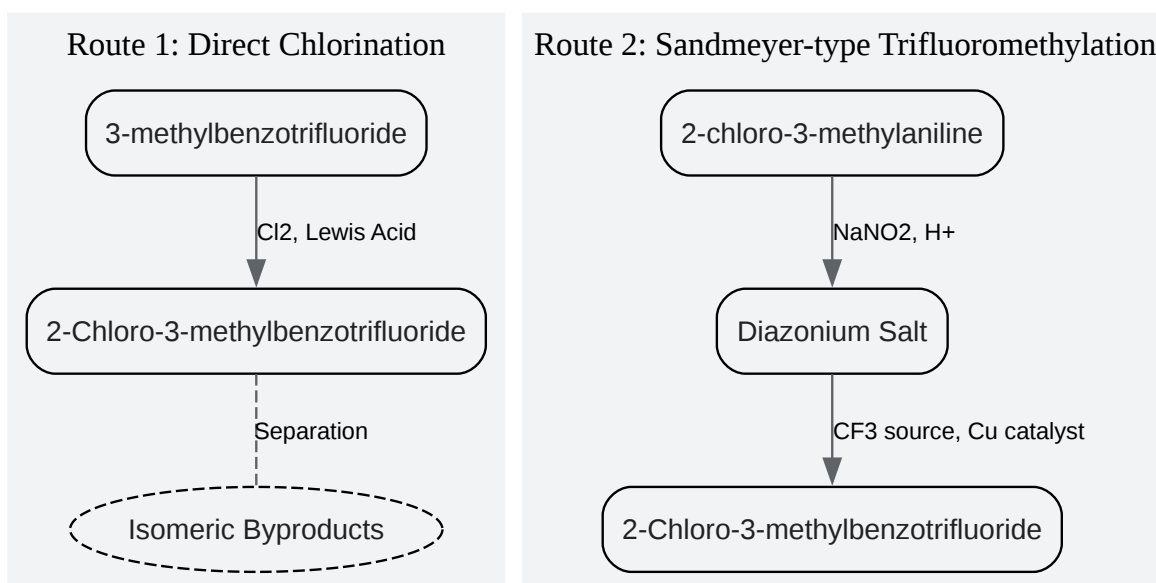 Route 1: Direct Chlorination
3-methylbenzotrifluoride
Cl2, Lewis Acid
2-Chloro-3-methylbenzotrifluoride
Separation
Isomeric Byproducts
Route 2: Sandmeyer-type Trifluoromethylation
2-chloro-3-methylaniline
NaNO2, H+
Diazonium Salt
CF3 source, Cu catalyst
2-Chloro-3-methylbenzotrifluoride